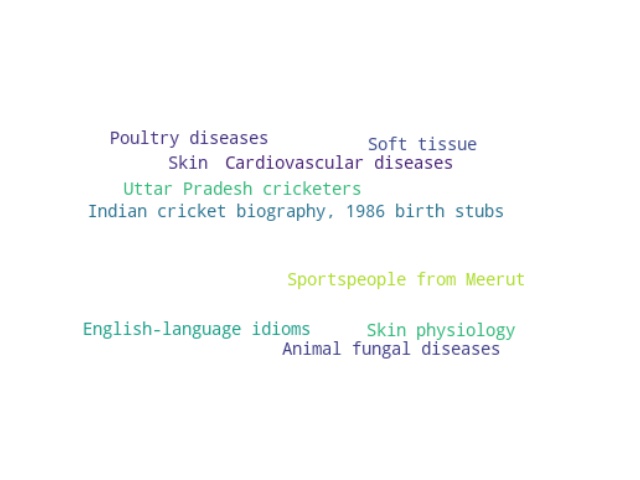 Poultry diseases
Soft tissue
Skin
Cardiovascular diseases
Uttar Pradesh cricketers
Indian cricket biography, 1986 birth stubs
Sportspeople from Meerut
English-language idioms
Skin physiology
Animal fungal diseases